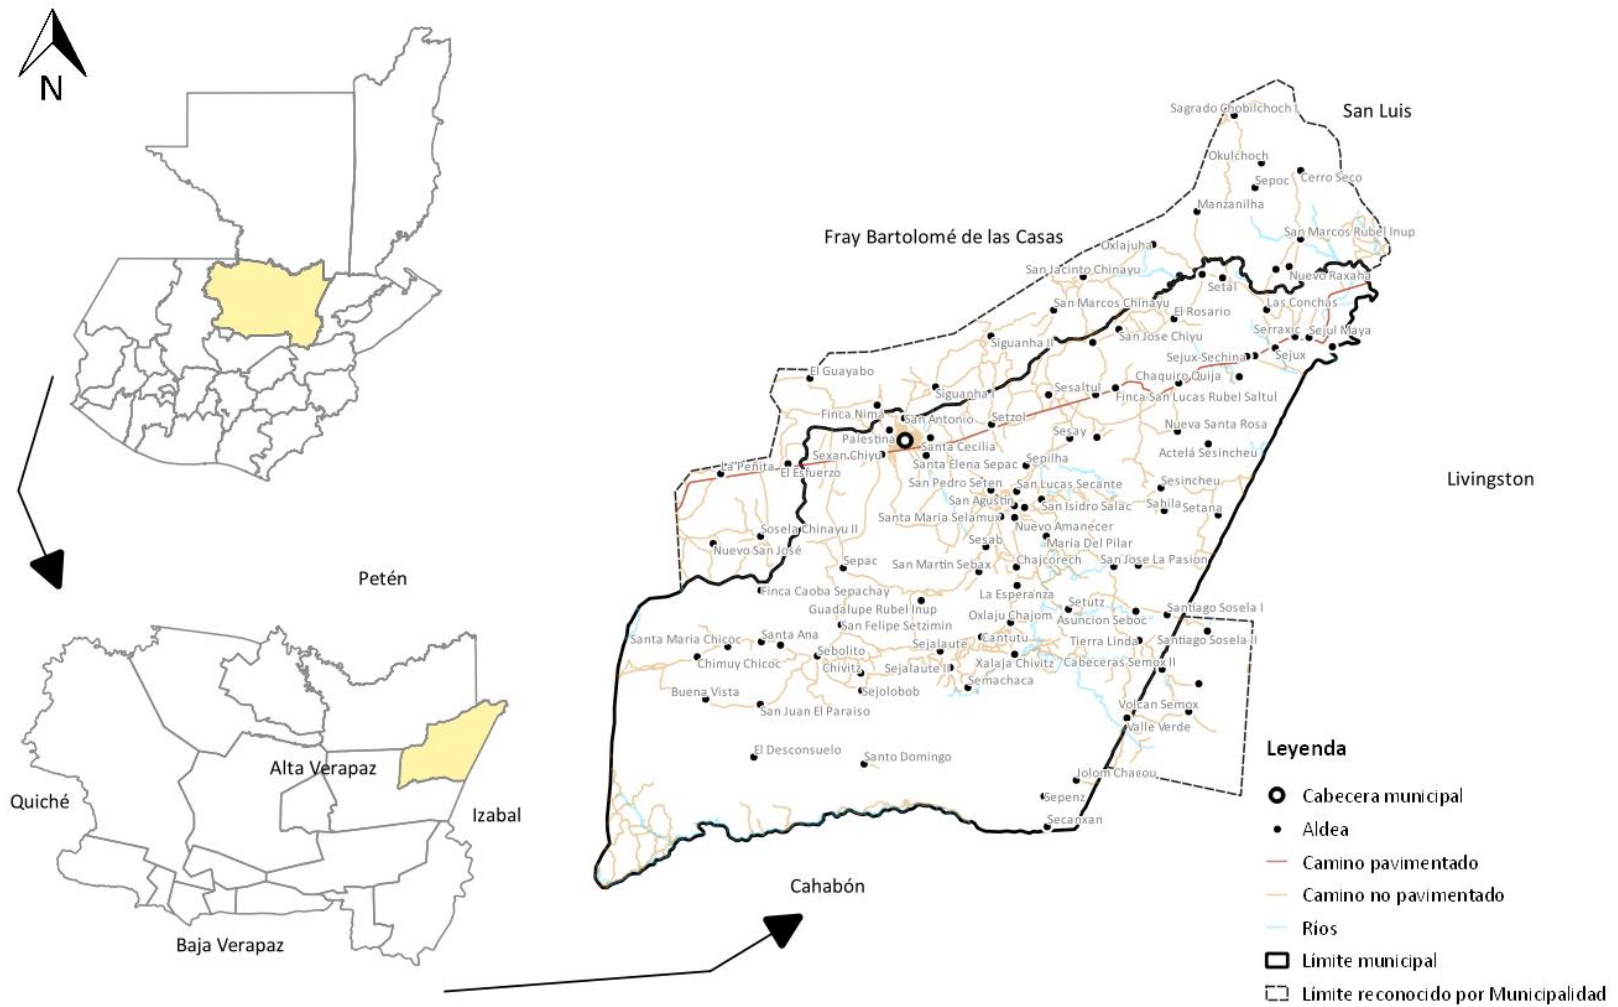 N
San Luis
Sagrado Chobilchoch I
Okulchoch
Sepoc
Cerro Seco
Manzanilha
San Marcos Rubel Inup
Fray Bartolomé de las Casas
Oxlajuha
San Jacinto Chinayu
Nuevo Raxaha
Setal
San Marcos Chinayu
Las Conchas
El Rosario
Serraxic
Sejul Maya
Siguanha II
San Jose Chiyu
Sejux-Sechina
Sejux
El Guayabo
Chaquiro Quija
Siguanha I
Sesaltul
Finca San Lucas Rubel Saltul
Finca Nima
San Antonio
Setzol
Nueva Santa Rosa
Palestina
Sesay
Santa Cecilia
Actelá Sesincheu
Sexan Chiyu
Sepilha
La Peñita
El Esfuerzo
Santa Elena Sepac
San Pedro Seten
San Lucas Secante
Sesincheu
Livingston
San Agustin
San Isidro Salac
Sahila
Setana
Santa Maria Selamux
Nuevo Amanecer
Sosela Chinayu II
Sesab
Maria Del Pilar
Nuevo San José
Sepac
San Martin Sebax
Chajcorech
San Jose La Pasion
Petén
Finca Caoba Sepachay
La Esperanza
Setutz
Guadalupe Rubel Inup
Santiago Sosela I
Oxlaju Chajom
Asuncion Seboc
San Felipe Setzimin
Santa Maria Chicoc
Santa Ana
Cantutu
Tierra Linda
Santiago Sosela II
Sejalaute
Sebolito
Chimuy Chicoc
Chivitz
Sejalaute II
Xalaja Chivitz
Cabeceras Semox II
Semachaca
Buena Vista
Sejolobob
San Juan El Paraiso
Volcan Semox
Valle Verde
El Desconsuelo
Santo Domingo
Jolom Chacou
Sepenz
Secanxan
Alta Verapaz
Quiché
Izabal
Baja Verapaz
Cahabón
Leyenda
Cabecera municipal
Aldea
Camino pavimentado
Camino no pavimentado
Ríos
Límite municipal
Límite reconocido por Municipalidad